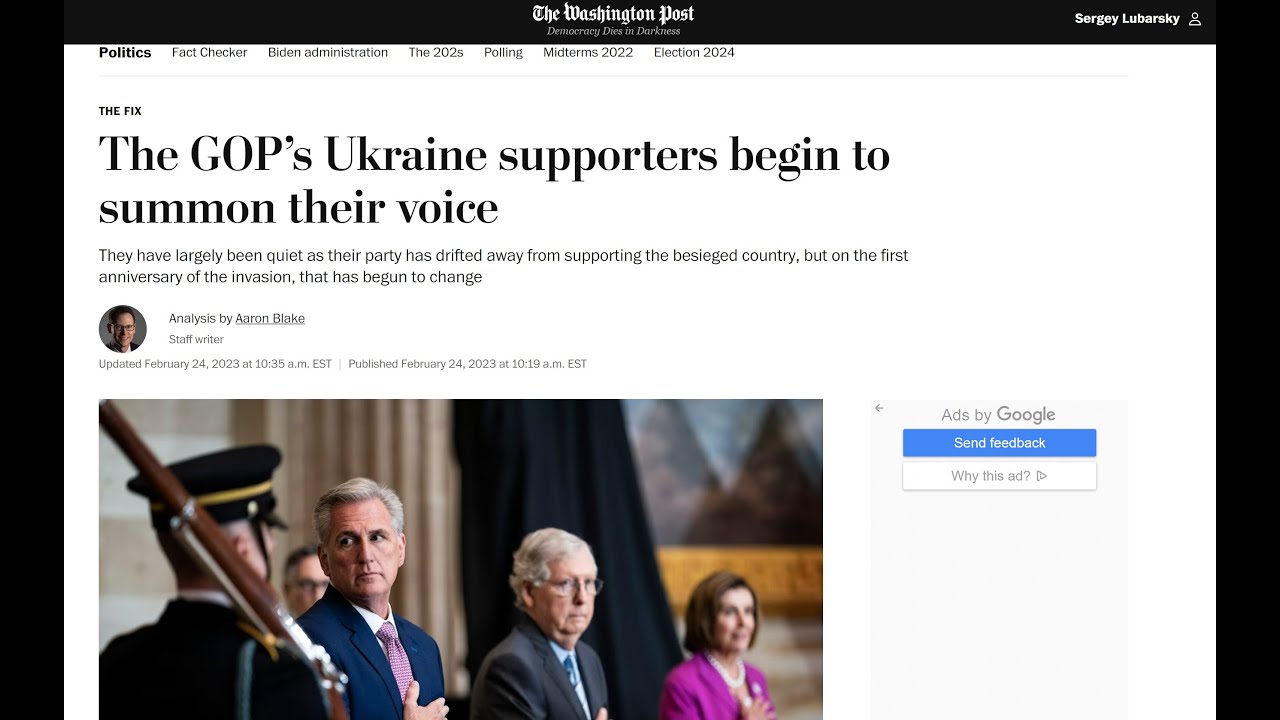 The Washington Post
Democracy Dies in Darkness
Sergey Lubarsky
Politics Fact Checker Biden administration The 202s Polling Midterms 2022 Election 2024
THE FIX
The GOP’s Ukraine supporters begin to
summon their voice
They have largely been quiet as their party has drifted away from supporting the besieged country, but on the first
anniversary of the invasion, that has begun to change
Analysis by Aaron Blake
Staff writer
Updated February 24, 2023 at 10:35 a.m. EST | Published February 24, 2023 at 10:19 a.m. EST
Ads by Google
Send feedback
Why this ad?